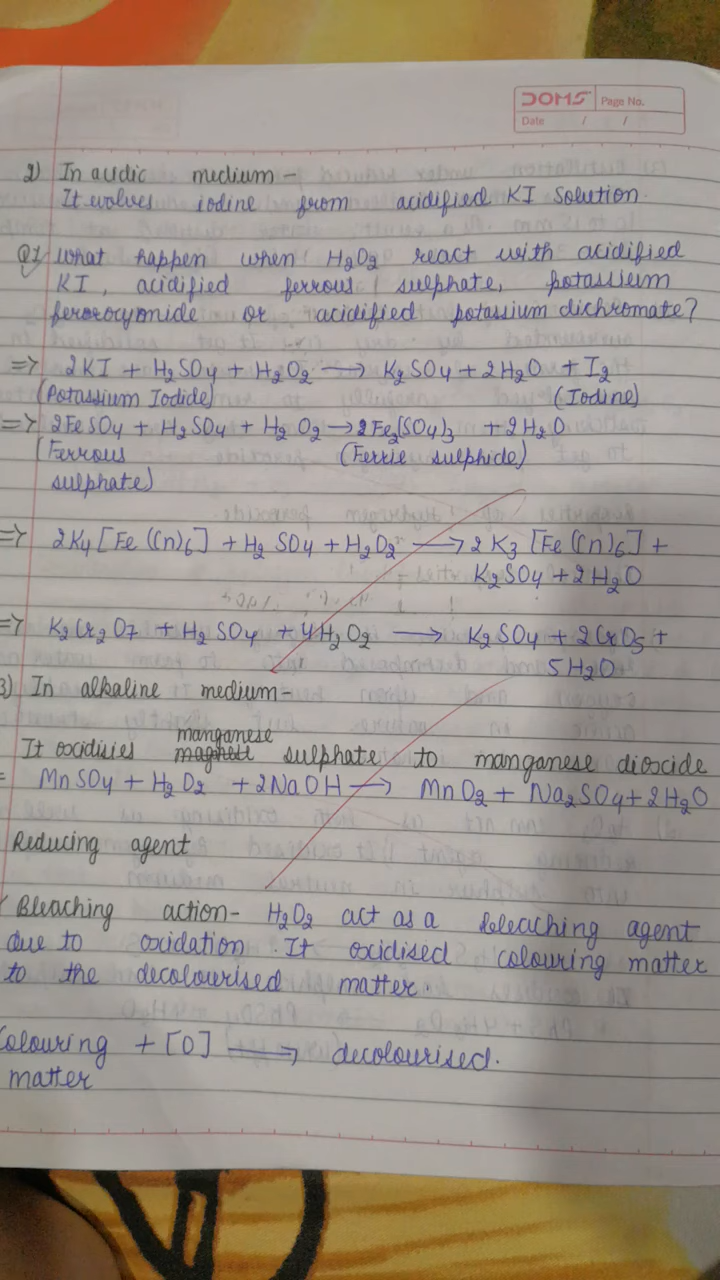 DOMS Page No.
Date / /
2) In acidic medium -
It evolves iodine from acidified KI solution.
Q1 What happen when H₂O₂ react with acidified
KI, acidified ferrous sulphate, potassium
ferrocyanide or acidified potassium dichromate?
=> 2KI + H₂SO₄ + H₂O₂ → K₂SO₄ + 2H₂O + I₂
(Potassium Iodide) (Iodine)
=> 2FeSO₄ + H₂SO₄ + H₂O₂ → 2Fe₂(SO₄)₃ + 2H₂O
(Ferrous (Ferric sulphide)
sulphate)
=> 2K₄[Fe(Cn)₆] + H₂SO₄ + H₂O₂ → 2K₃[Fe(Cn)₆] +
K₂SO₄ + 2H₂O
=> K₂Cr₂O₇ + H₂SO₄ + 4H₂O₂ → K₂SO₄ + 2CrO₅ +
5H₂O
3) In alkaline medium -
manganese
It oxidisies sulphate to manganese dioxide
= MnSO₄ + H₂O₂ + 2NaOH → MnO₂ + Na₂SO₄ + 2H₂O
Reducing agent
Bleaching action - H₂O₂ act as a bleaching agent
due to oxidation. It oxidised colouring matter
to the decolourised matter.
Colouring + [O] → decolourised.
matter